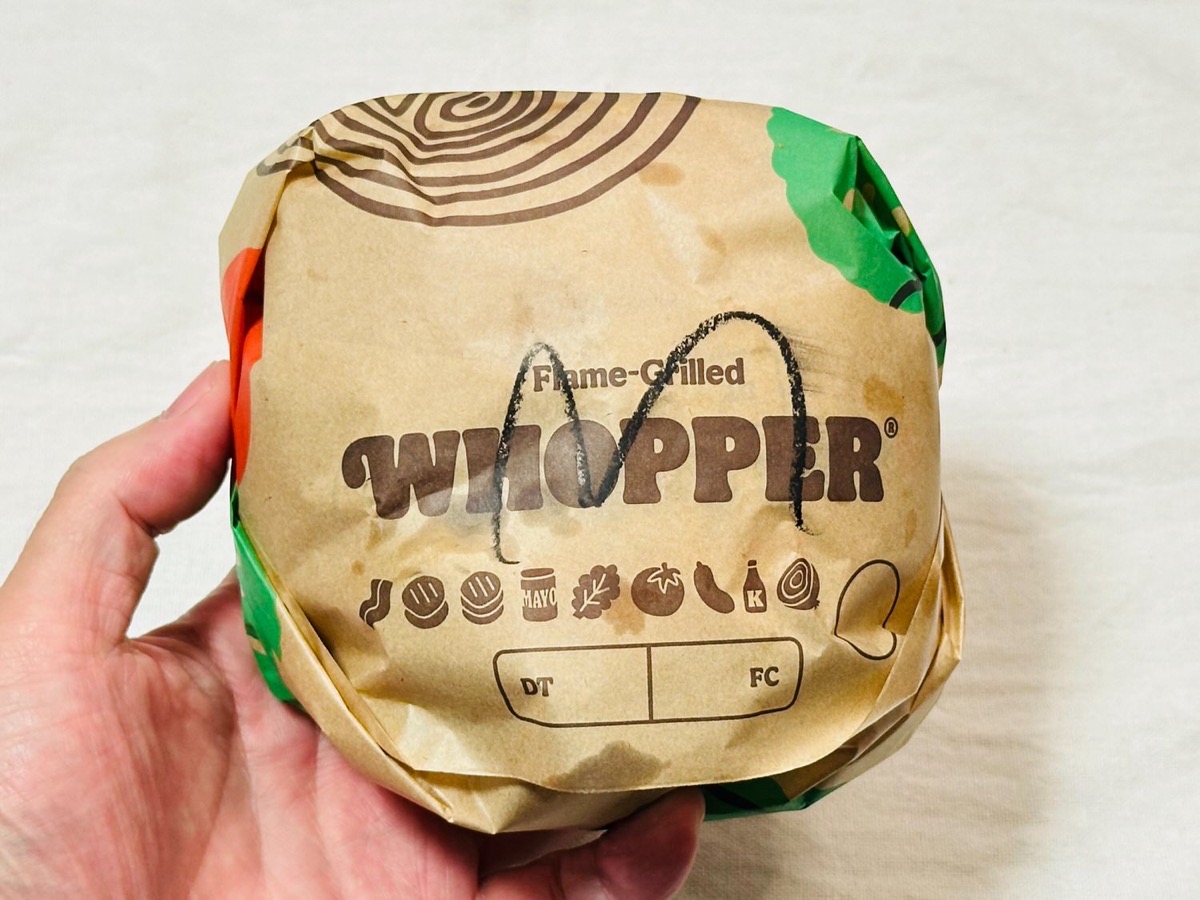 Flame-Grilled
WHOPPER®
MAYO K
DT FC